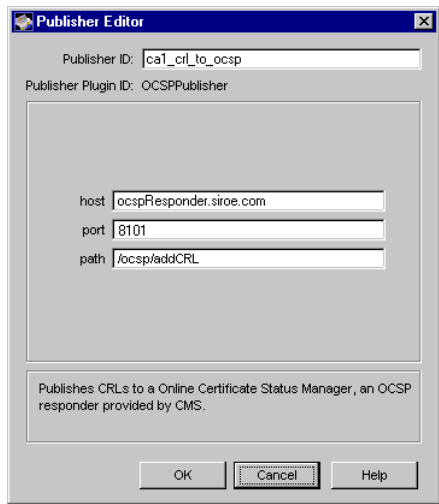 Publisher Editor
Publisher ID: ca1_crl_to_ocsp
Publisher Plugin ID: OCSPPublisher
host ocspResponder.siroe.com
port 8101
path /ocsp/addCRL
Publishes CRLs to a Online Certificate Status Manager, an OCSP
responder provided by CMS.
OK Cancel Help